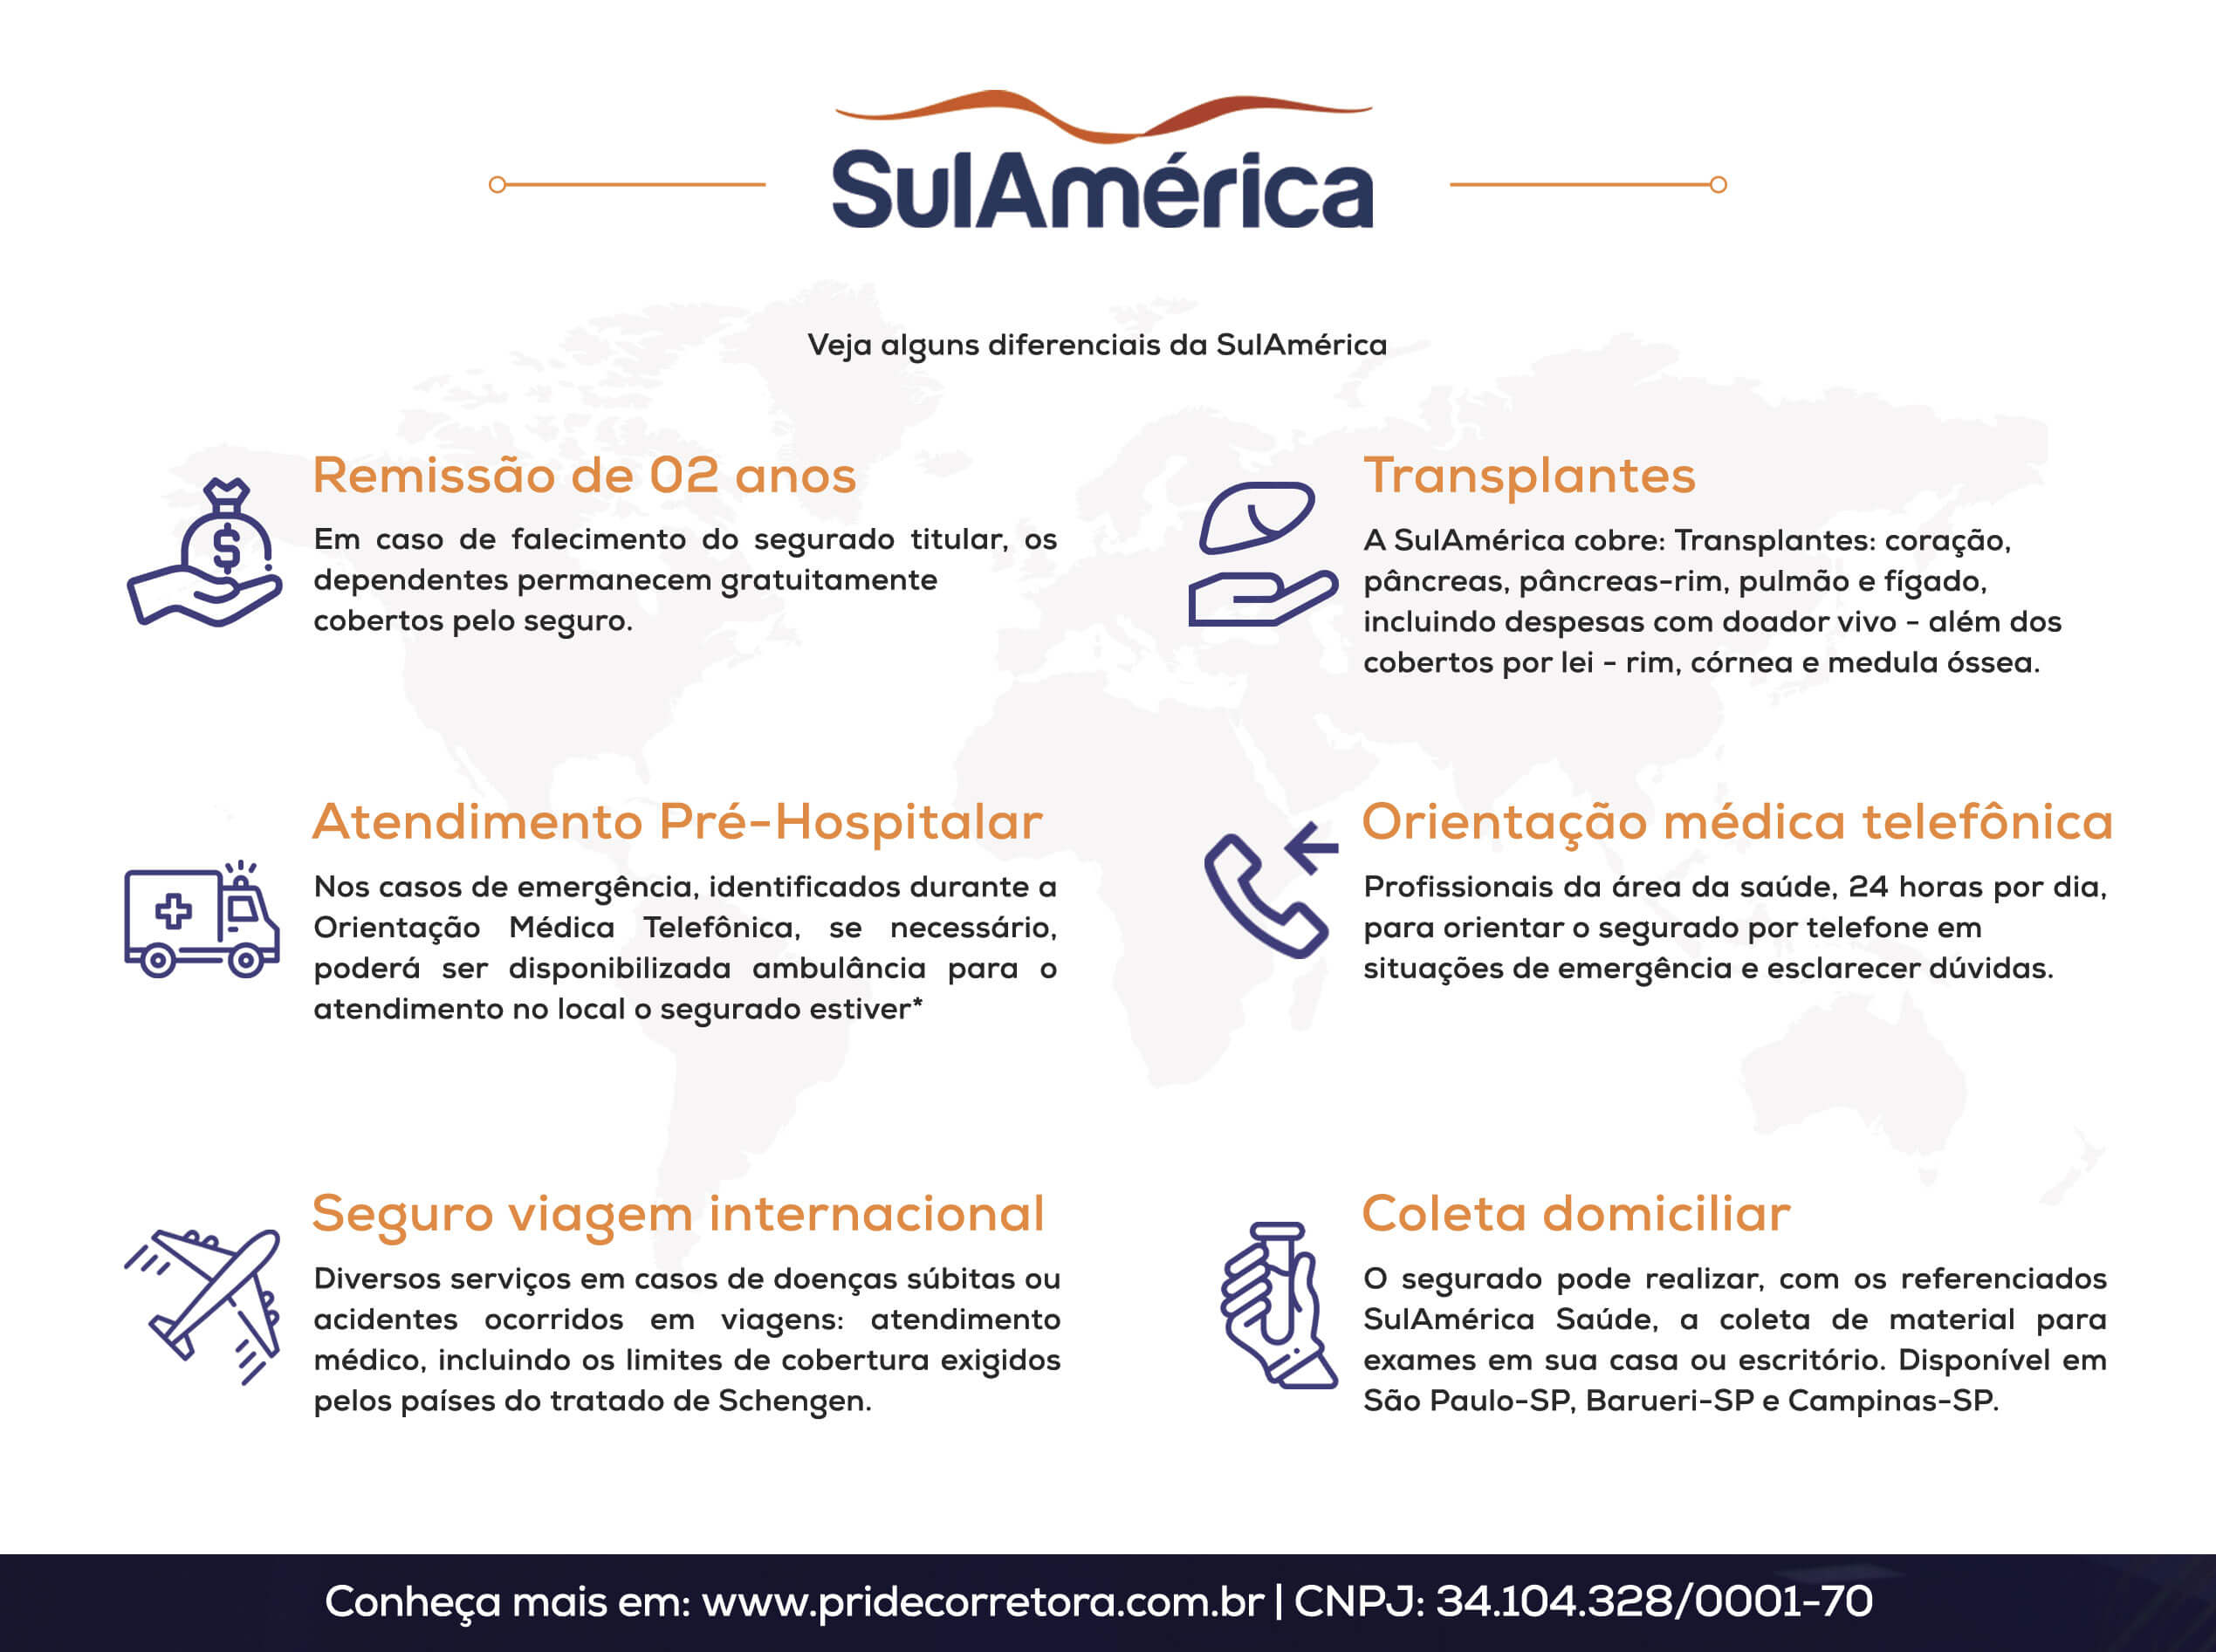 SulAmérica
Veja alguns diferenciais da SulAmérica
Remissão de 02 anos
Em caso de falecimento do segurado titular, os
dependentes permanecem gratuitamente
cobertos pelo seguro.
Transplantes
A SulAmérica cobre: Transplantes: coração,
pâncreas, pâncreas-rim, pulmão e fígado,
incluindo despesas com doador vivo - além dos
cobertos por lei - rim, córnea e medula óssea.
Atendimento Pré-Hospitalar
Nos casos de emergência, identificados durante a
Orientação Médica Telefônica, se necessário,
poderá ser disponibilizada ambulância para o
atendimento no local o segurado estiver*
Orientação médica telefônica
Profissionais da área da saúde, 24 horas por dia,
para orientar o segurado por telefone em
situações de emergência e esclarecer dúvidas.
Seguro viagem internacional
Diversos serviços em casos de doenças súbitas ou
acidentes ocorridos em viagens: atendimento
médico, incluindo os limites de cobertura exigidos
pelos países do tratado de Schengen.
Coleta domiciliar
O segurado pode realizar, com os referenciados
SulAmérica Saúde, a coleta de material para
exames em sua casa ou escritório. Disponível em
São Paulo-SP, Barueri-SP e Campinas-SP.
Conheça mais em: www.pridecorretora.com.br | CNPJ: 34.104.328/0001-70